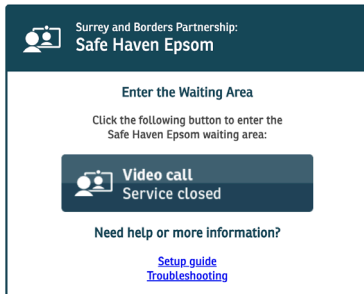 Surrey and Borders Partnership:
Safe Haven Epsom
Enter the Waiting Area
Click the following button to enter the
Safe Haven Epsom waiting area:
Video call
Service closed
Need help or more information?
Setup guide
Troubleshooting